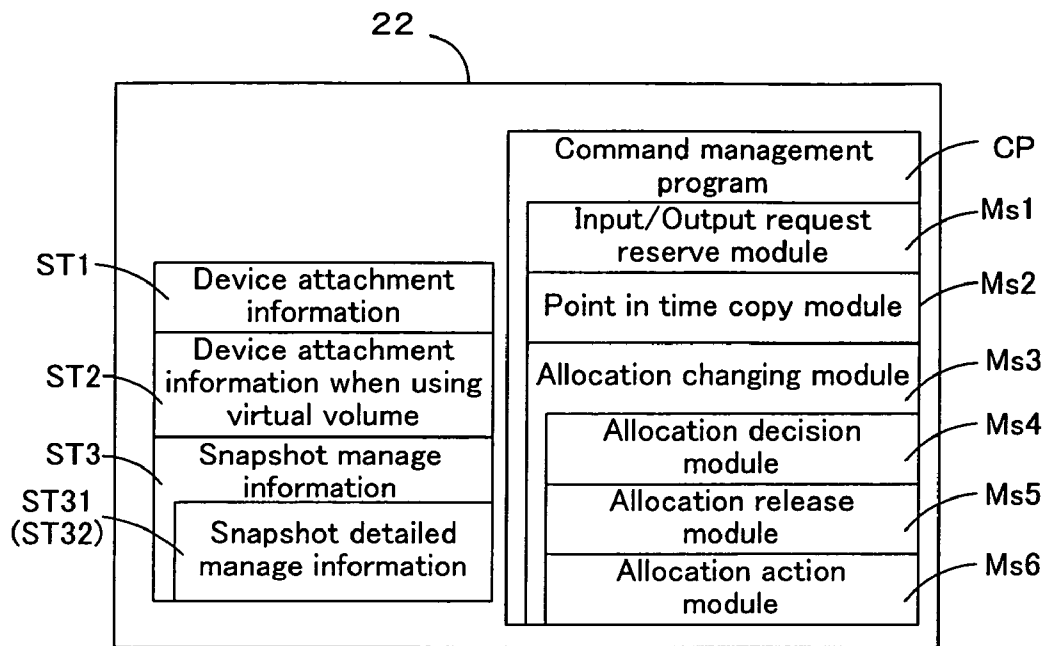 22
Command management
program
CP
Input/Output request
reserve module
Ms1
Point in time copy module
Ms2
Allocation changing module
Ms3
Allocation decision
module
Ms4
Allocation release
module
Ms5
Allocation action
module
Ms6
ST1
Device attachment
information
ST2
Device attachment
information when using
virtual volume
ST3
Snapshot manage
information
ST31
(ST32)
Snapshot detailed
manage information